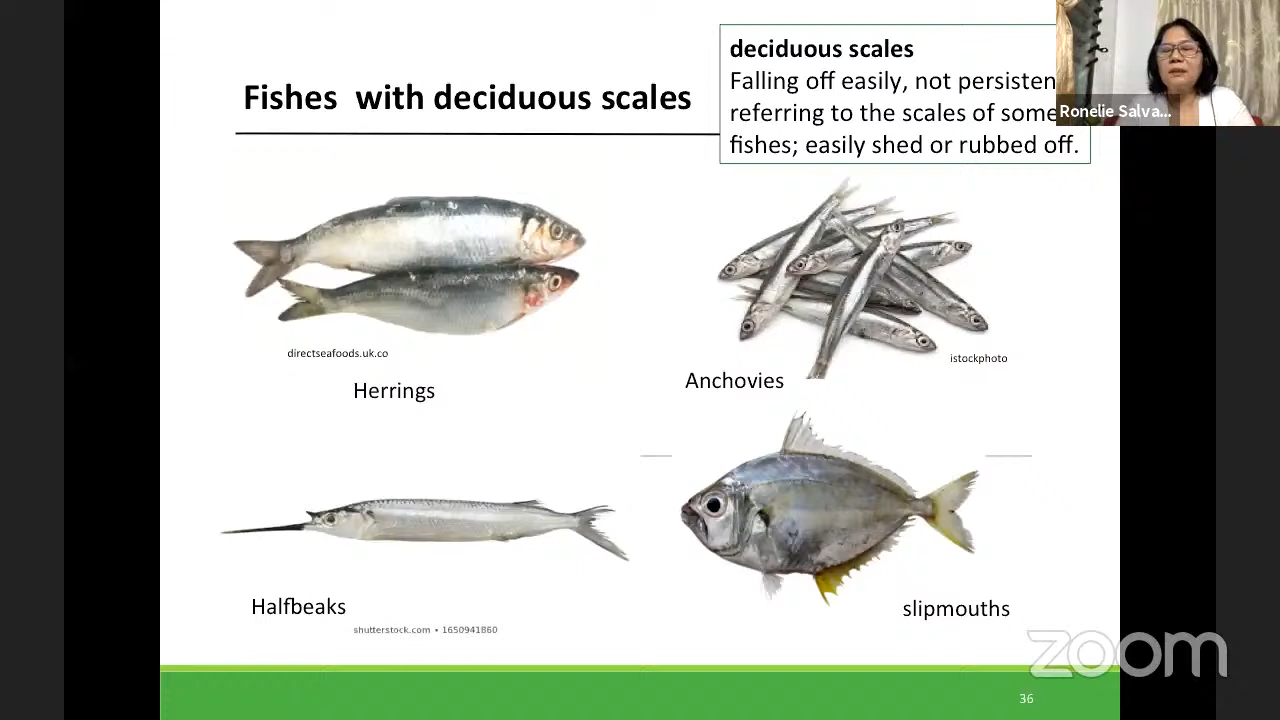 deciduous scales
Falling off easily, not persisten
referring to the scales of some
fishes; easily shed or rubbed off.
Ronelie Salva...
Fishes with deciduous scales
directseafoods.uk.co
Herrings
istockphoto
Anchovies
Halfbeaks
shutterstock.com • 1650941860
slipmouths
zoom
36